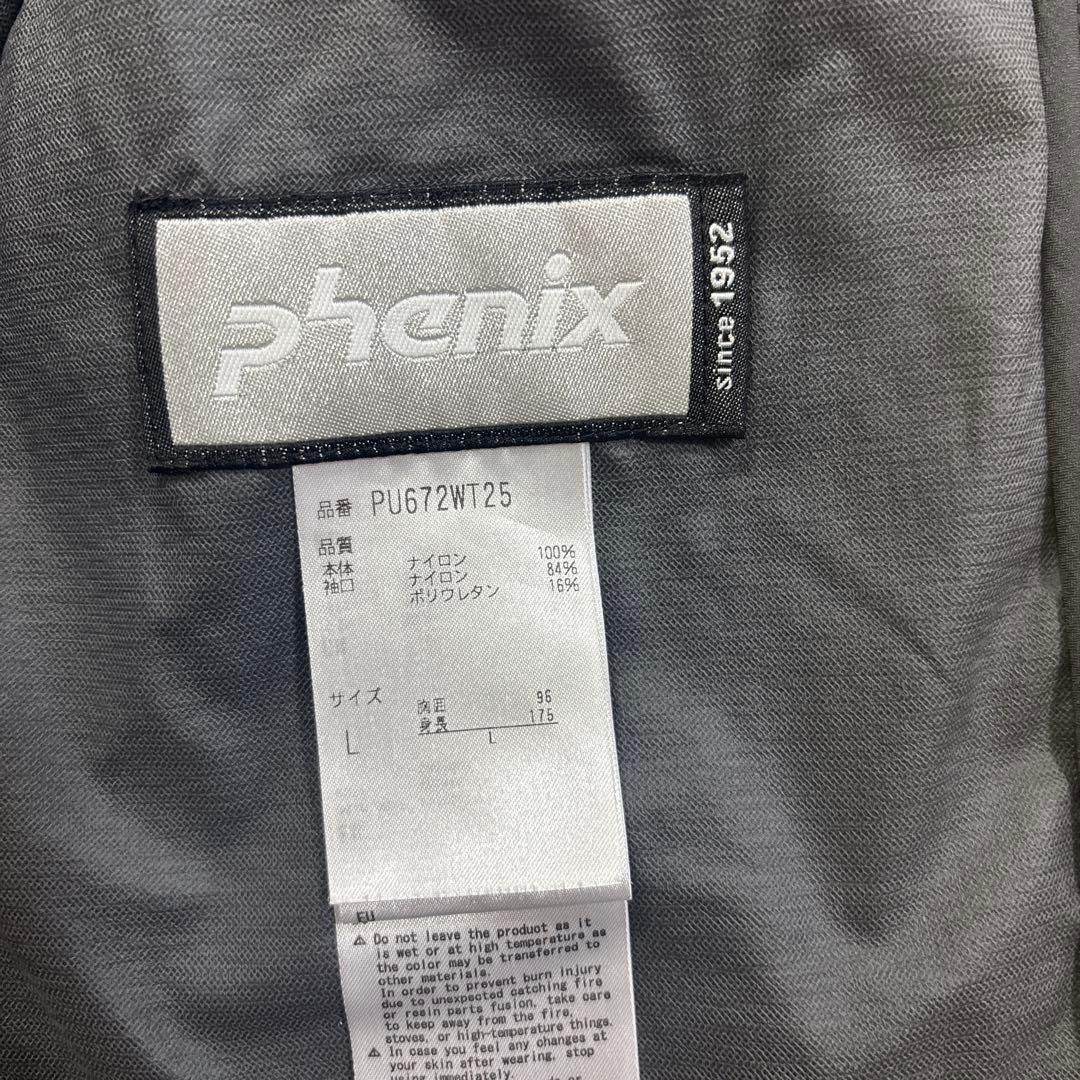 phenix
since 1952
品番 PU672WT25
品質
本体 ナイロン 100%
袖口 ナイロン 84%
ポリウレタン 16%
サイズ 胸囲 96
身長 175
L L
EU
⚠ Do not leave the product as it
is wet or at high temperature as
the color may be transferred to
other materials.
In order to prevent burn injury
due to unexpected catching fire
or resin parts fusion, take care
to keep away from the fire,
stoves, or high-temperature things.
⚠ In case you feel any changes at
your skin after wearing, stop
using immediately.